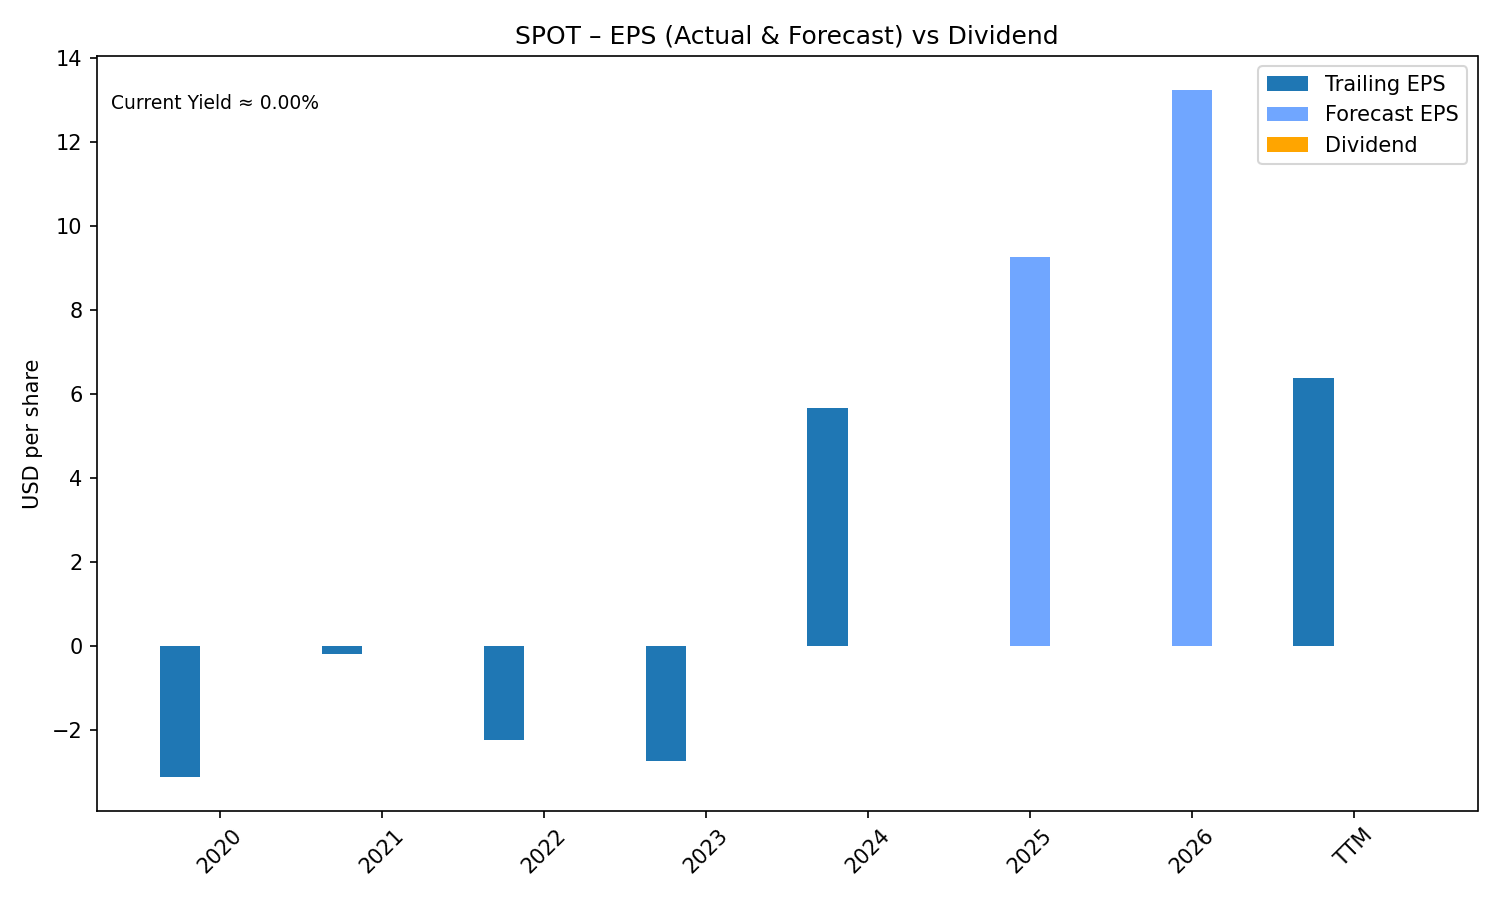 SPOT – EPS (Actual & Forecast) vs Dividend
Current Yield ≈ 0.00%
Trailing EPS
Forecast EPS
Dividend
USD per share
14
12
10
8
6
4
2
0
−2
2020
2021
2022
2023
2024
2025
2026
TTM